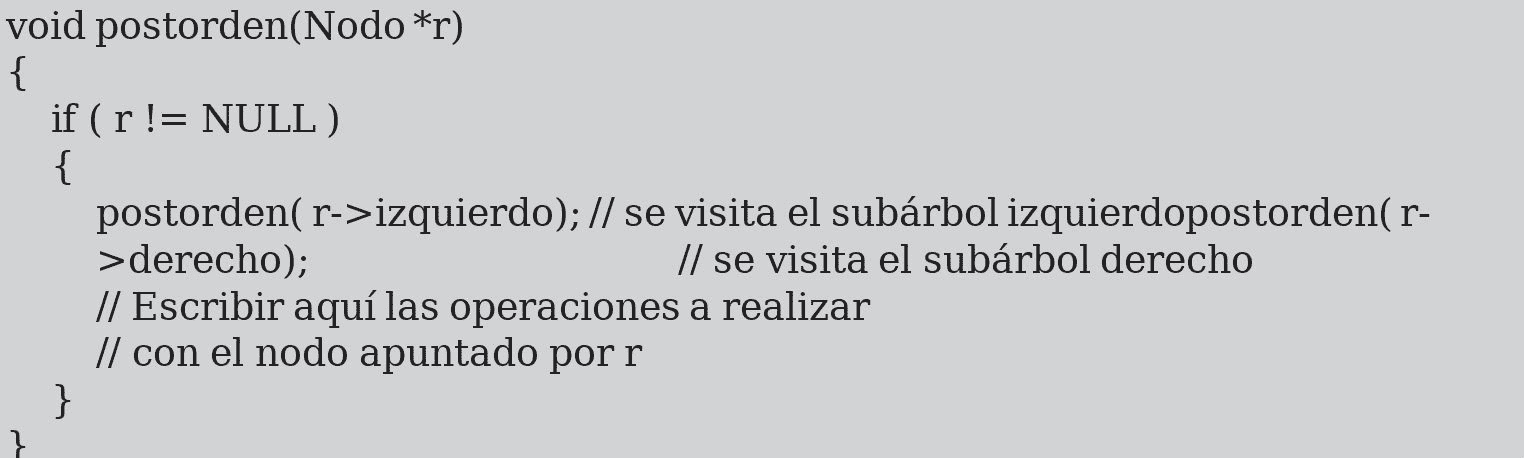 void postorden(Nodo *r)
{
if ( r != NULL )
{
postorden( r->izquierdo); // se visita el subárbol izquierdopostorden( r-
>derecho); // se visita el subárbol derecho
// Escribir aquí las operaciones a realizar
// con el nodo apuntado por r
}
}